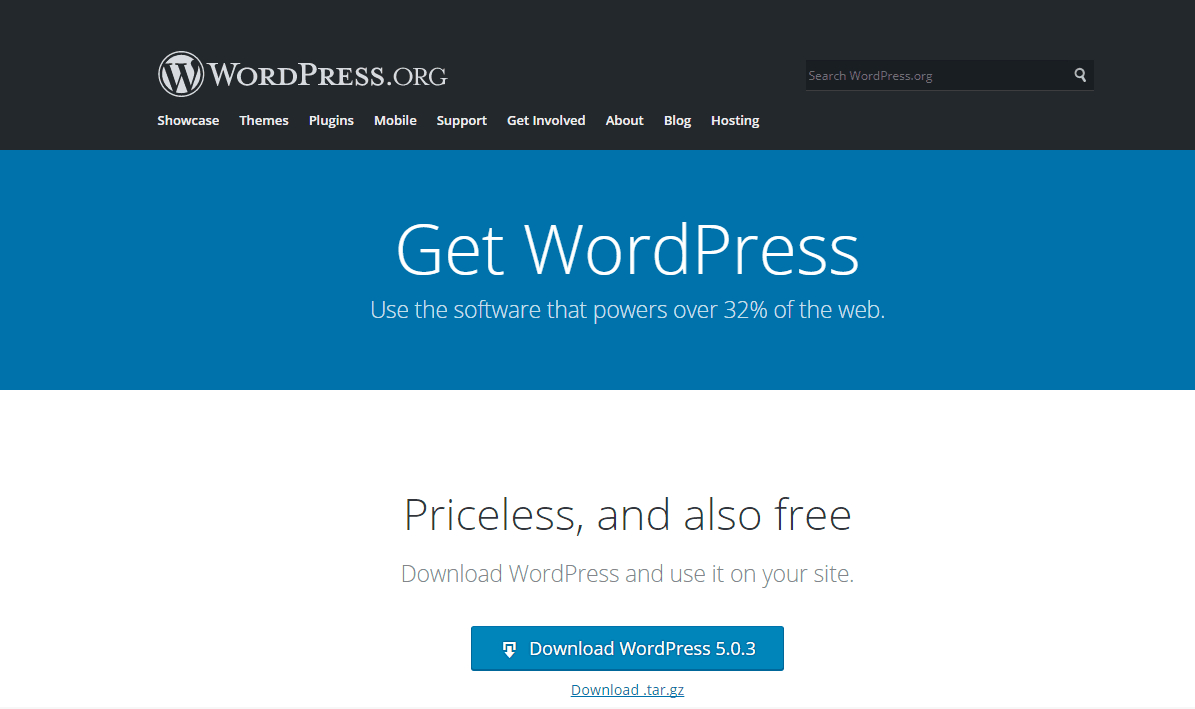 WORDPRESS.ORG
Search WordPress.org
Showcase Themes Plugins Mobile Support Get Involved About Blog Hosting
Get WordPress
Use the software that powers over 32% of the web.
Priceless, and also free
Download WordPress and use it on your site.
Download WordPress 5.0.3
Download .tar.gz